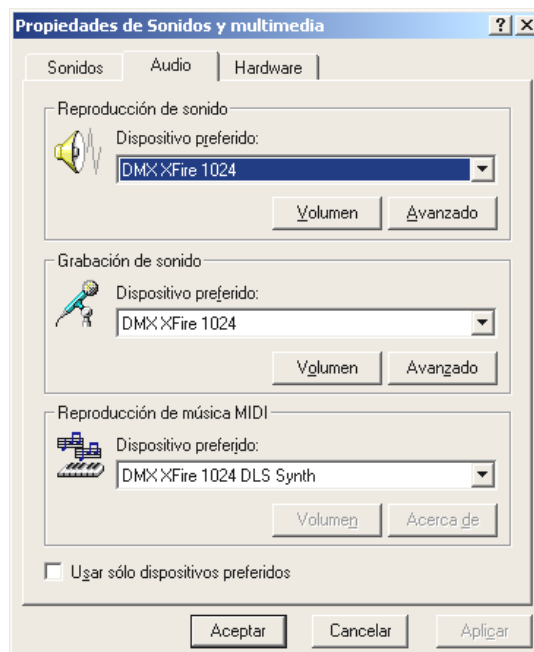 Propiedades de Sonidos y multimedia
Sonidos Audio Hardware
Reproducción de sonido
Dispositivo preferido:
DMX XFire 1024
Volumen Avanzado
Grabación de sonido
Dispositivo preferido:
DMX XFire 1024
Volumen Avanzado
Reproducción de música MIDI
Dispositivo preferido:
DMX XFire 1024 DLS Synth
Volumen Acerca de
Usar sólo dispositivos preferidos
Aceptar Cancelar Aplicar